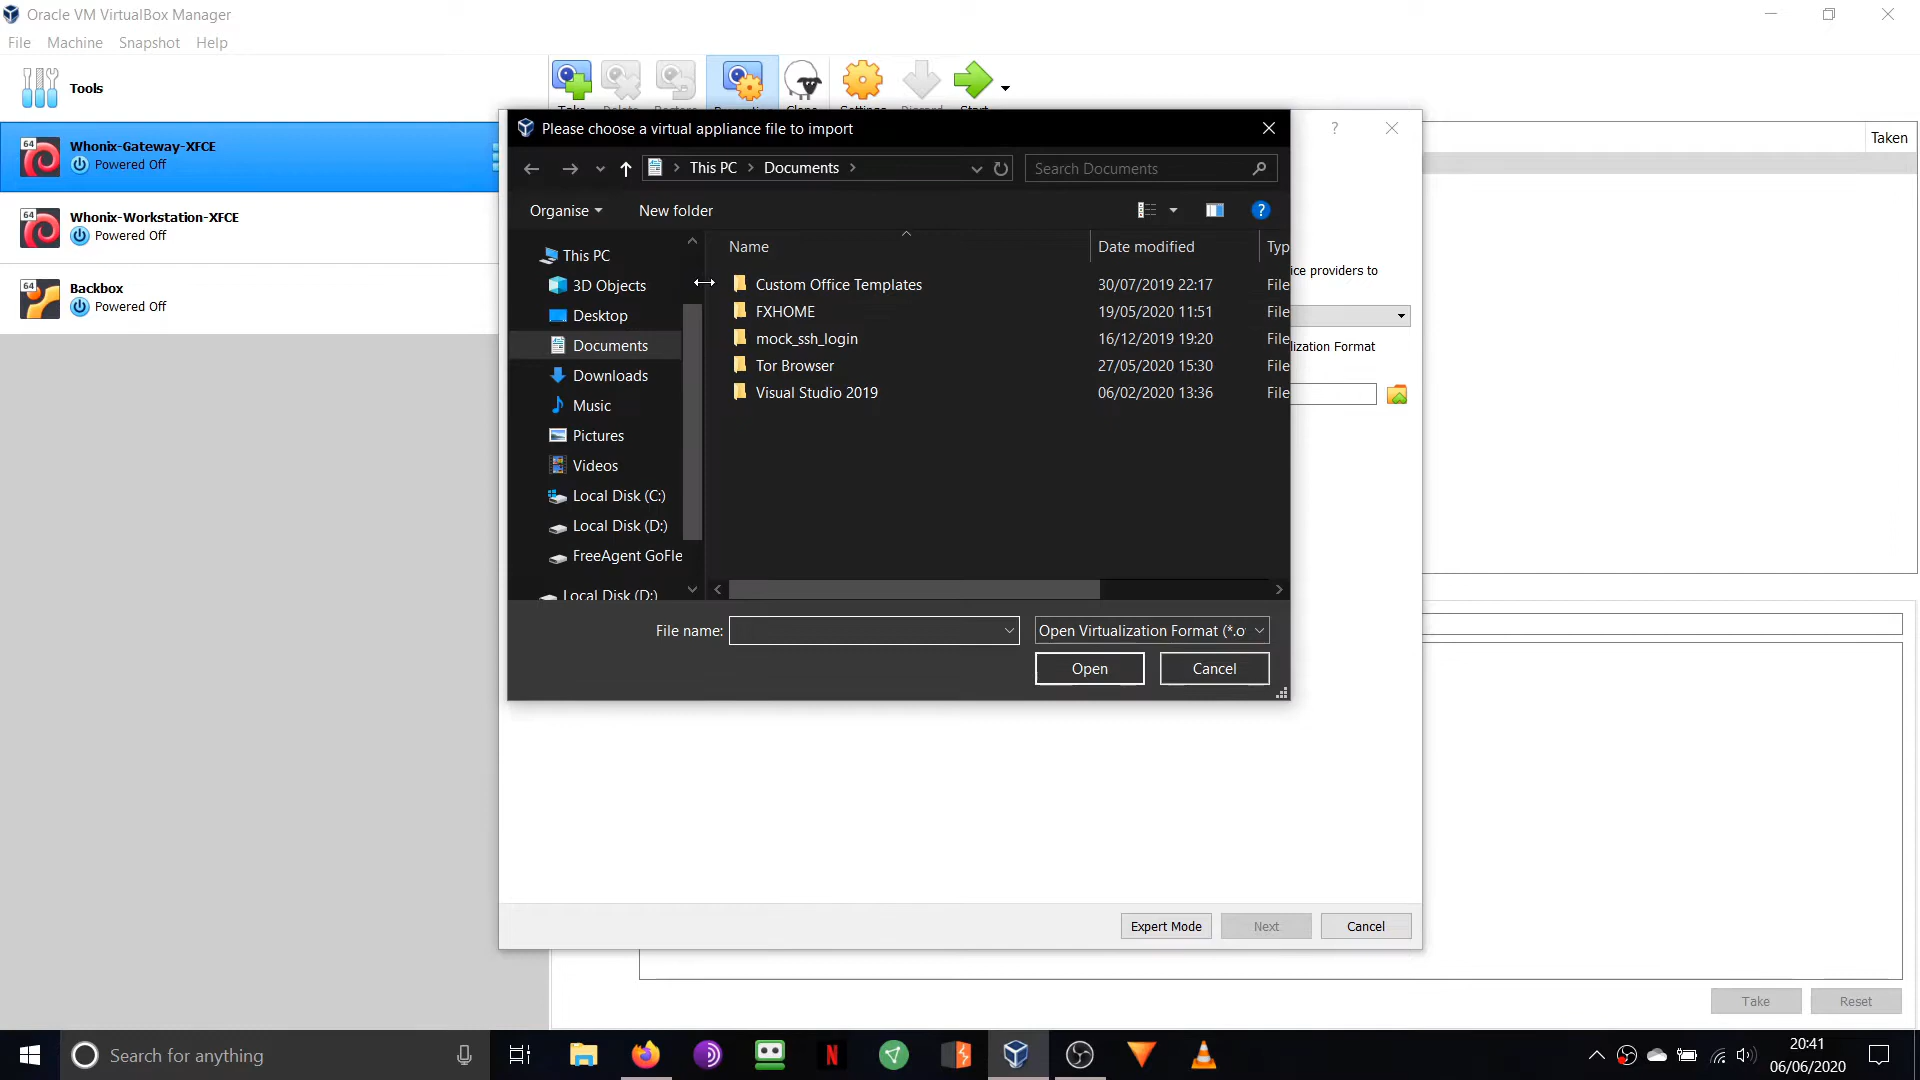 Oracle VM VirtualBox Manager
File Machine Snapshot Help
Tools
64 Whonix-Gateway-XFCE
Powered Off
64 Whonix-Workstation-XFCE
Powered Off
64 Backbox
Powered Off
Taken
Please choose a virtual appliance file to import
?
This PC Documents
Search Documents
Organise New folder
?
This PC
3D Objects
Desktop
Documents
Downloads
Music
Pictures
Videos
Local Disk (C:)
Local Disk (D:)
FreeAgent GoFle
Local Disk (D:)
Name Date modified Typ
Custom Office Templates 30/07/2019 22:17 File
FXHOME 19/05/2020 11:51 File
mock_ssh_login 16/12/2019 19:20 File
Tor Browser 27/05/2020 15:30 File
Visual Studio 2019 06/02/2020 13:36 File
ice providers to
lization Format
File name: Open Virtualization Format (*.o
Open Cancel
Expert Mode Next Cancel
Take Reset
Search for anything
N
20:41
06/06/2020